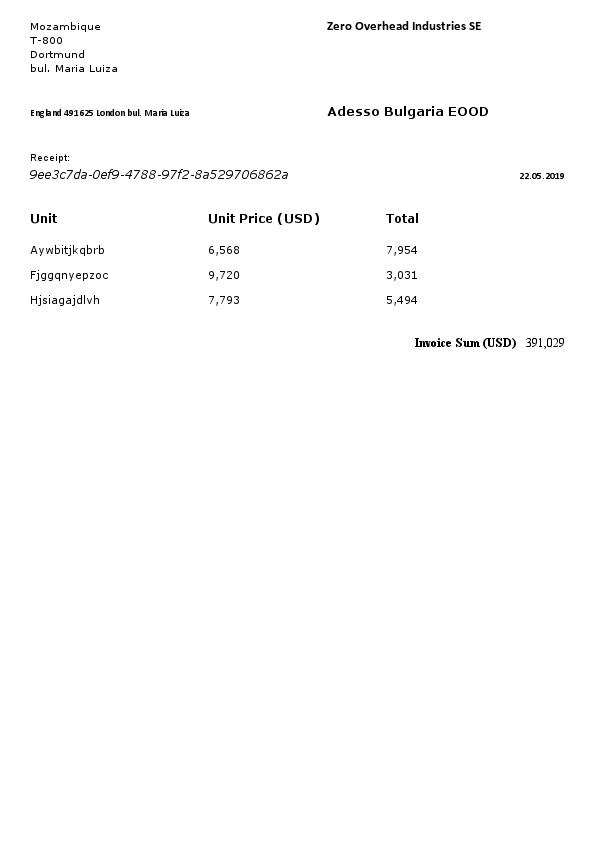 Mozambique
Zero Overhead Industries SE
T-800
Dortmund
bul. Maria Luiza
England 491625 London bul. Maria Luiza
Adesso Bulgaria EOOD
Receipt:
9ee3c7da-0ef9-4788-97f2-8a529706862a
22.05.2019
Unit Unit Price (USD) Total
Aywbitjkqbrb 6,568 7,954
Fjggqnyepzoc 9,720 3,031
Hjsiagajdlvh 7,793 5,494
Invoice Sum (USD) 391,029